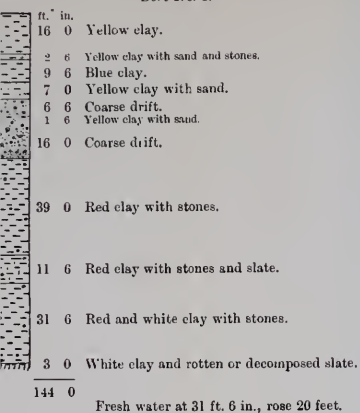 ft. in.
16 0 Yellow clay.
2 6 Yellow clay with sand and stones.
9 6 Blue clay.
7 0 Yellow clay with sand.
6 6 Coarse drift.
1 6 Yellow clay with sand.
16 0 Coarse drift.
39 0 Red clay with stones.
11 6 Red clay with stones and slate.
31 6 Red and white clay with stones.
3 0 White clay and rotten or decomposed slate.
144 0
Fresh water at 31 ft. 6 in., rose 20 feet.